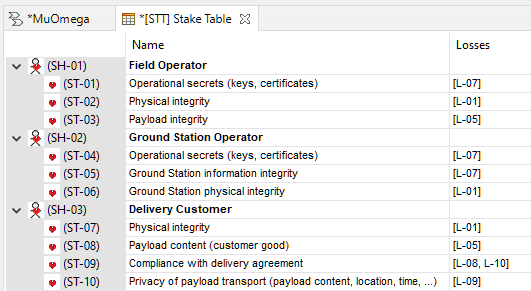 *MuOmega *[STT] Stake Table
Name Losses
(SH-01) Field Operator
(ST-01) Operational secrets (keys, certificates) [L-07]
(ST-02) Physical integrity [L-01]
(ST-03) Payload integrity [L-05]
(SH-02) Ground Station Operator
(ST-04) Operational secrets (keys, certificates) [L-07]
(ST-05) Ground Station information integrity [L-07]
(ST-06) Ground Station physical integrity [L-01]
(SH-03) Delivery Customer
(ST-07) Physical integrity [L-01]
(ST-08) Payload content (customer good) [L-05]
(ST-09) Compliance with delivery agreement [L-08, L-10]
(ST-10) Privacy of payload transport (payload content, location, time, ...) [L-09]